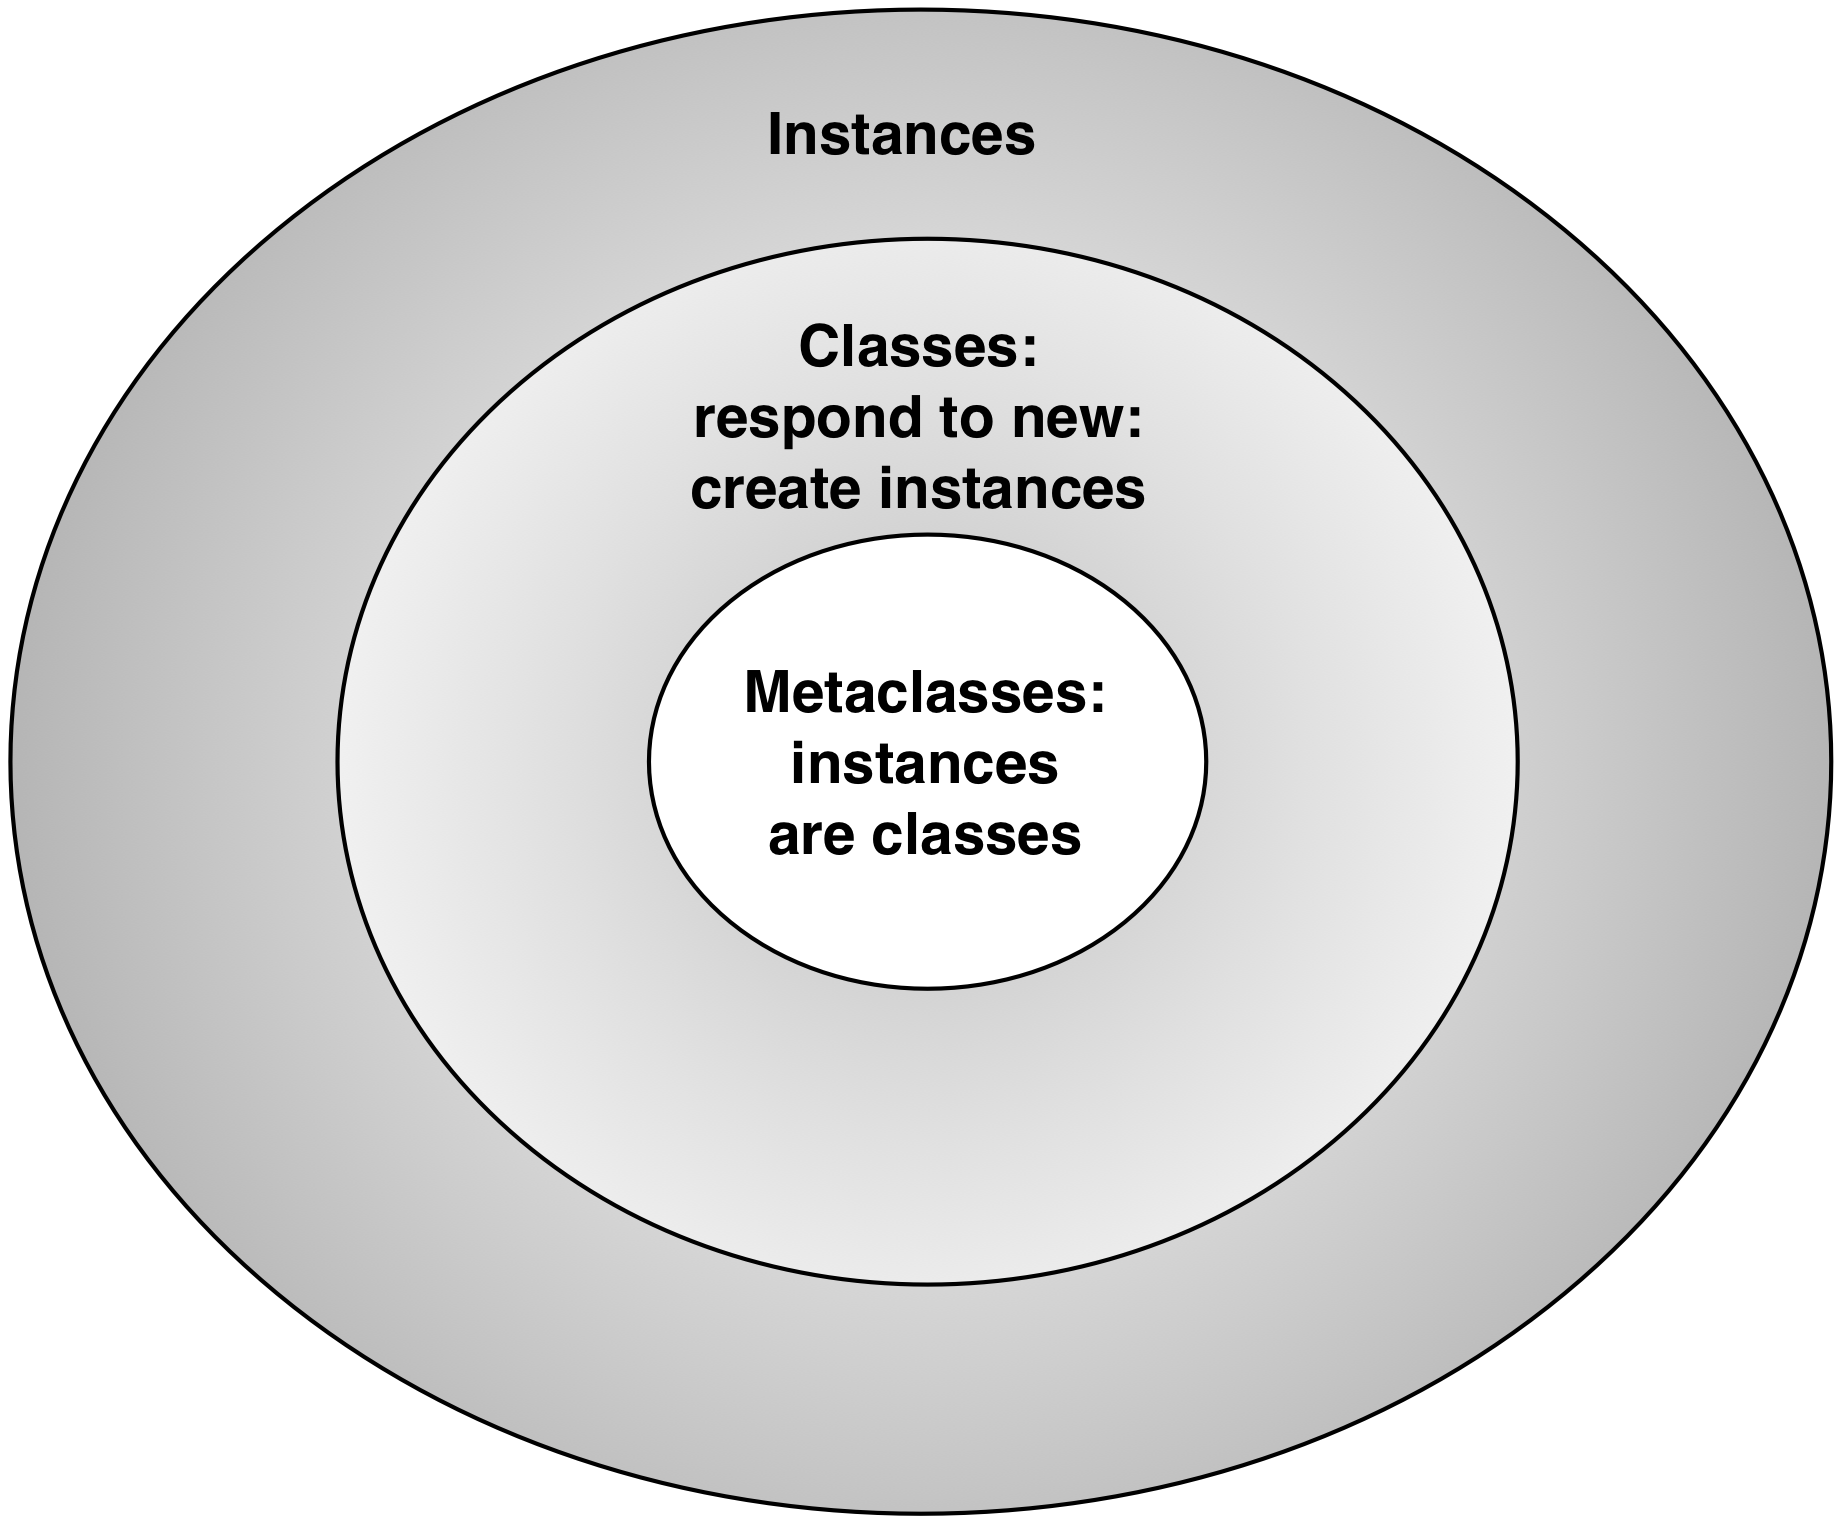 Instances
Classes:
respond to new:
create instances
Metaclasses:
instances
are classes